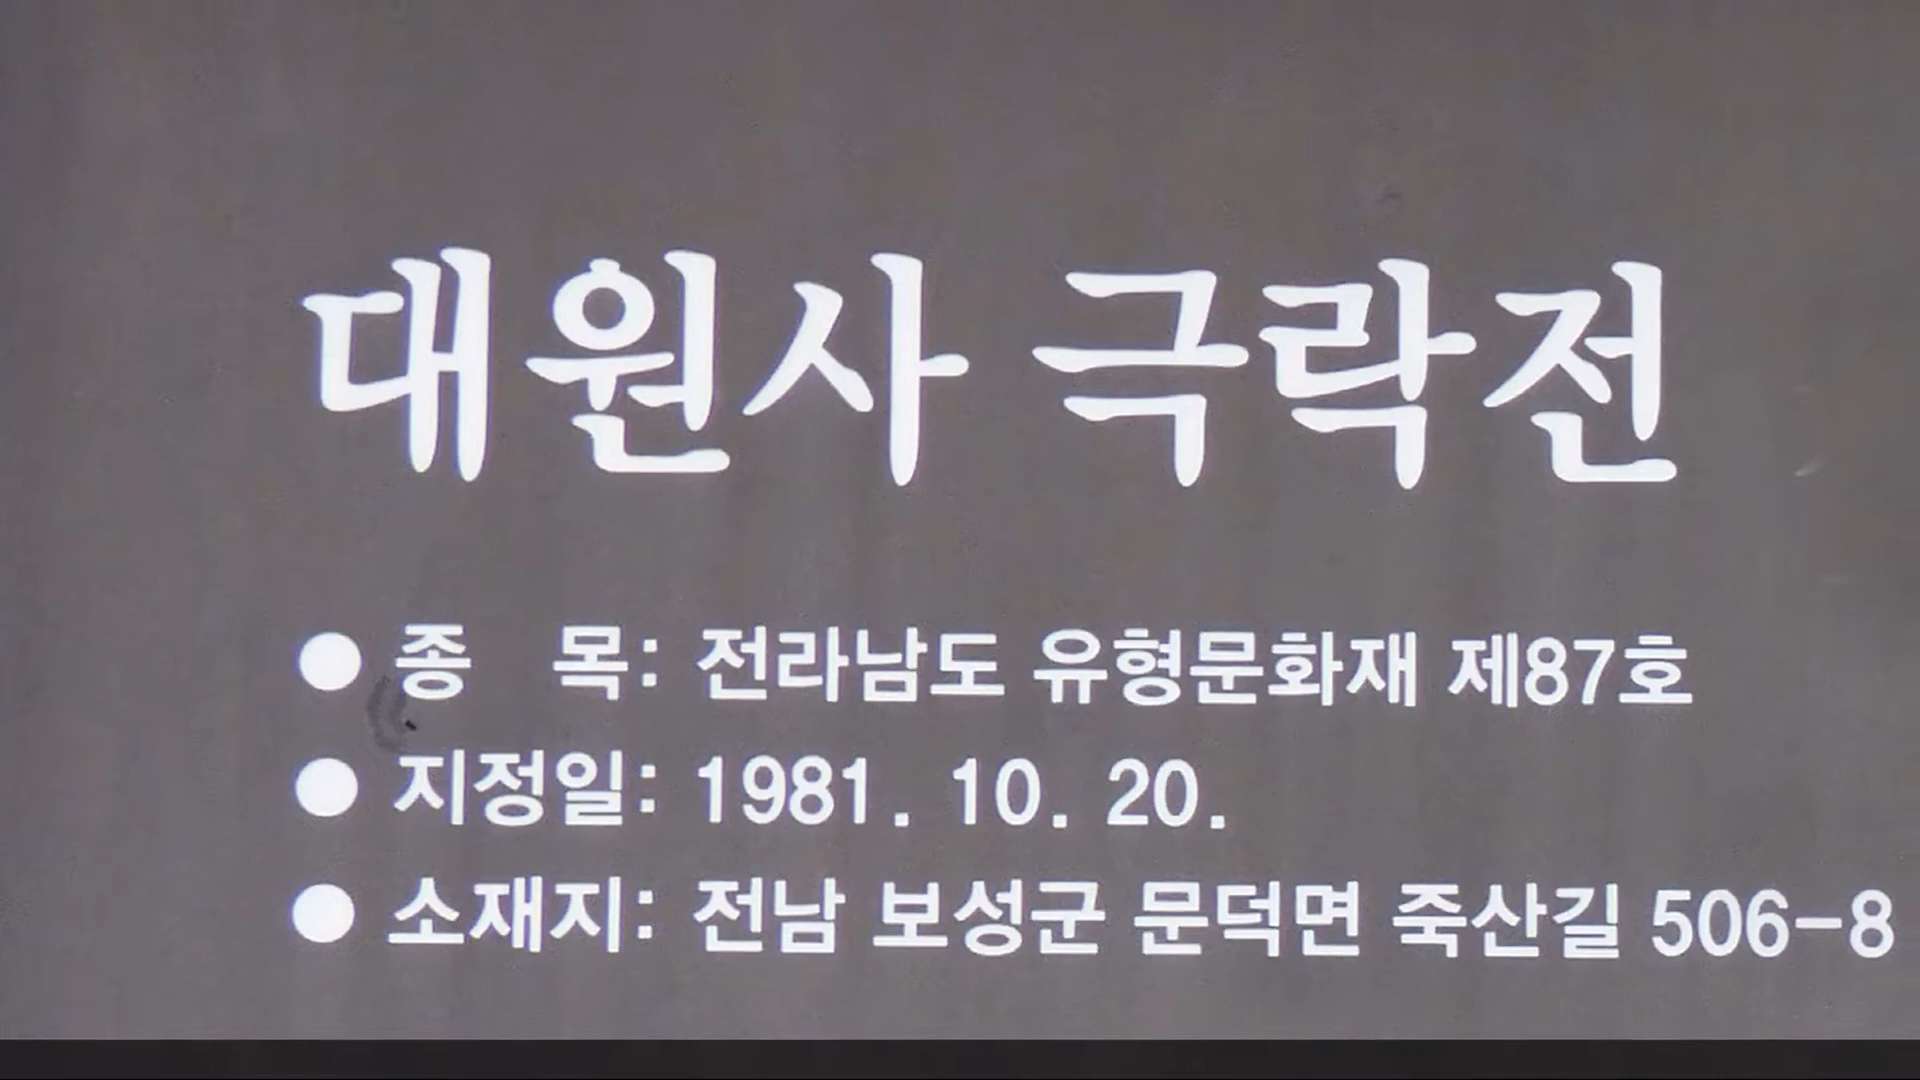 대원사 극락전
● 종 목: 전라남도 유형문화재 제87호
● 지정일: 1981. 10. 20.
● 소재지: 전남 보성군 문덕면 죽산길 506-8